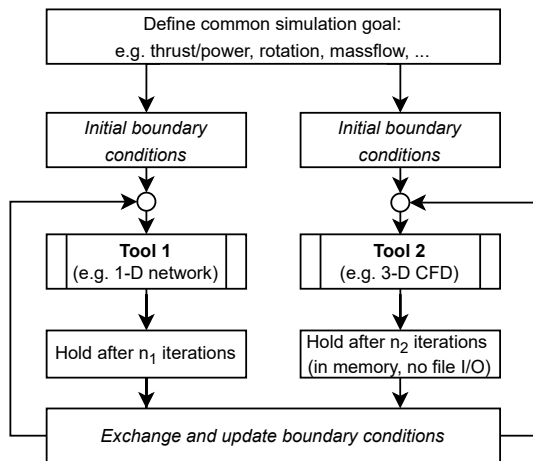 Define common simulation goal:
e.g. thrust/power, rotation, massflow, ...
Initial boundary
conditions
Initial boundary
conditions
Tool 1
(e.g. 1-D network)
Tool 2
(e.g. 3-D CFD)
Hold after n₁ iterations
Hold after n₂ iterations
(in memory, no file I/O)
Exchange and update boundary conditions